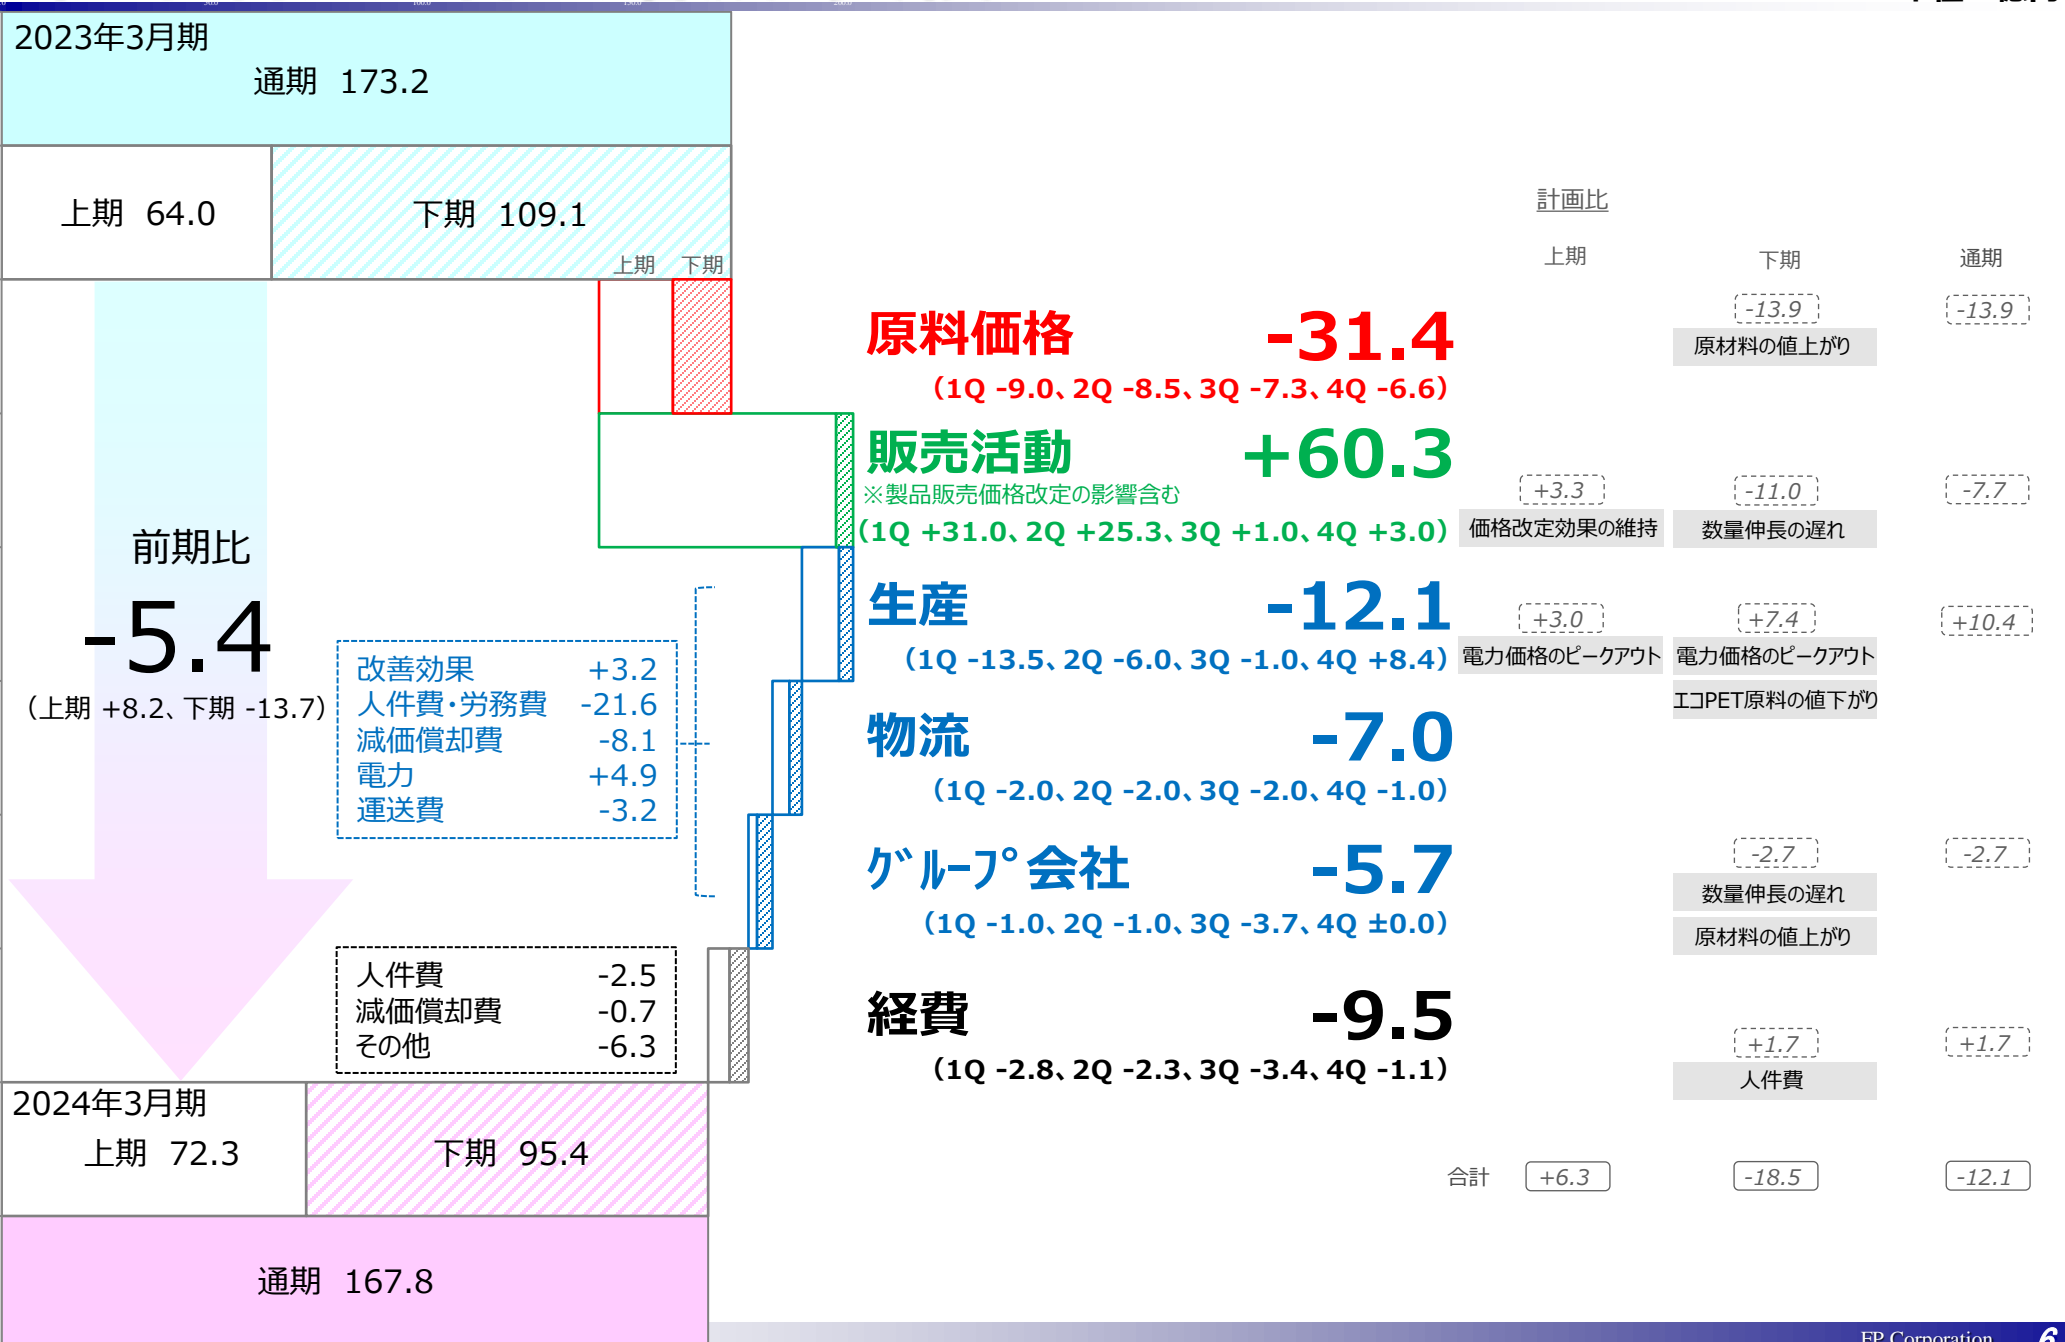 50.0 100.0 150.0 200.0
2023年3月期
通期 173.2
上期 64.0
下期 109.1
上期 下期
計画比
上期 下期 通期
原料価格 -31.4
(1Q -9.0、2Q -8.5、3Q -7.3、4Q -6.6)
-13.9 -13.9
原材料の値上がり
販売活動 +60.3
※製品販売価格改定の影響含む
(1Q +31.0、2Q +25.3、3Q +1.0、4Q +3.0)
+3.3 -11.0 -7.7
価格改定効果の維持 数量伸長の遅れ
前期比
-5.4
(上期 +8.2、下期 -13.7)
生産 -12.1
(1Q -13.5、2Q -6.0、3Q -1.0、4Q +8.4)
+3.0 +7.4 +10.4
電力価格のピークアウト 電力価格のピークアウト
エコPET原料の値下がり
改善効果 +3.2
人件費・労務費 -21.6
減価償却費 -8.1
電力 +4.9
運送費 -3.2
物流 -7.0
(1Q -2.0、2Q -2.0、3Q -2.0、4Q -1.0)
ｸﾞﾙｰﾌﾟ会社 -5.7
(1Q -1.0、2Q -1.0、3Q -3.7、4Q ±0.0)
-2.7 -2.7
数量伸長の遅れ
原材料の値上がり
人件費 -2.5
減価償却費 -0.7
その他 -6.3
経費 -9.5
(1Q -2.8、2Q -2.3、3Q -3.4、4Q -1.1)
+1.7 +1.7
人件費
2024年3月期
上期 72.3
下期 95.4
合計 +6.3 -18.5 -12.1
通期 167.8
FP Corporation 6